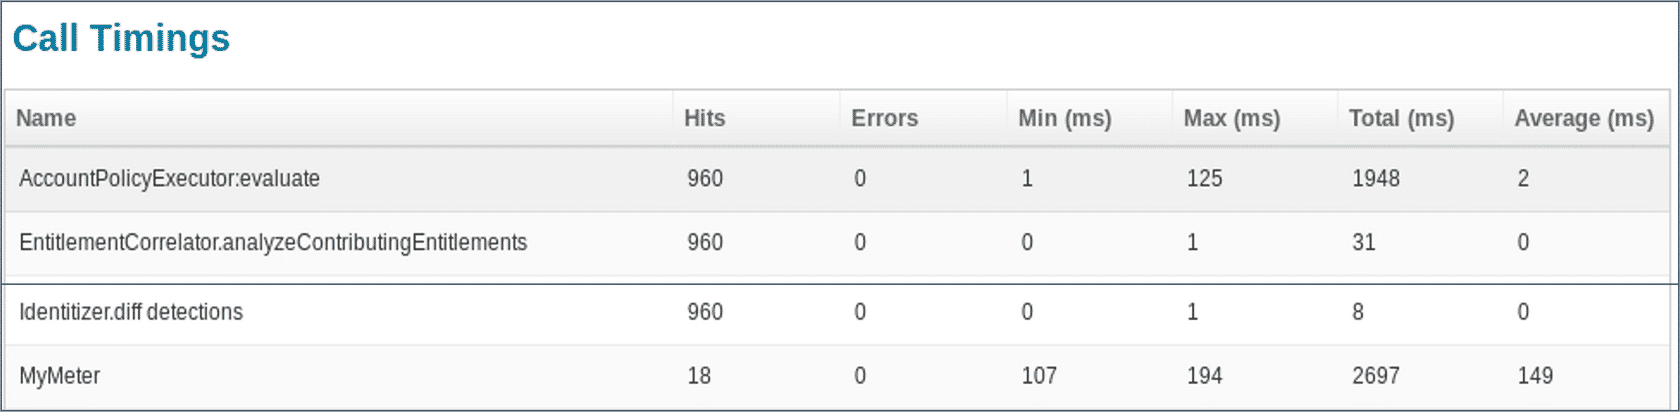 Call Timings
Name Hits Errors Min (ms) Max (ms) Total (ms) Average (ms)
AccountPolicyExecutor:evaluate 960 0 1 125 1948 2
EntitlementCorrelator.analyzeContributingEntitlements 960 0 0 1 31 0
Identitizer.diff detections 960 0 0 1 8 0
MyMeter 18 0 107 194 2697 149